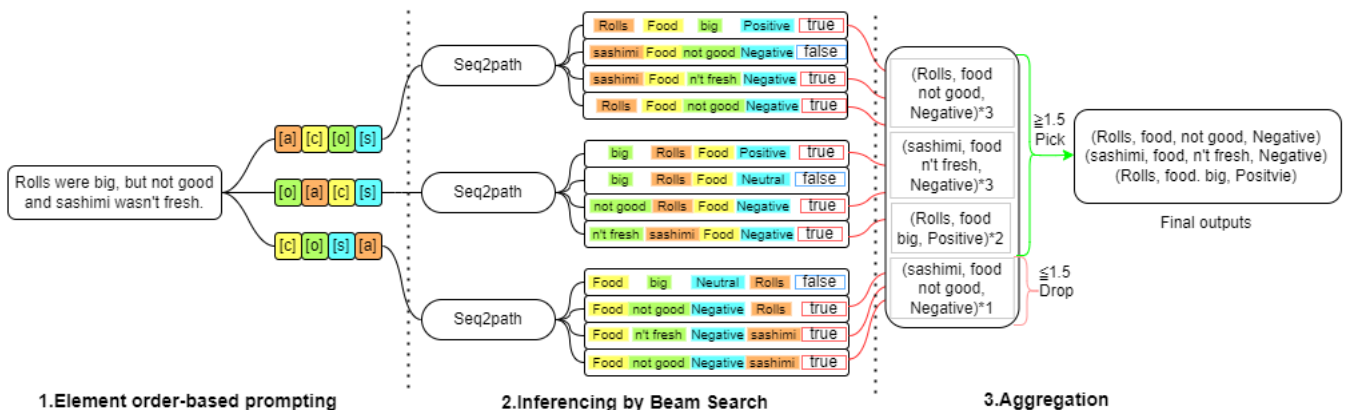 Rolls were big, but not good
and sashimi wasn't fresh.
[a] [c] [o] [s]
[o] [a] [c] [s]
[c] [o] [s] [a]
1.Element order-based prompting
Seq2path
Rolls Food big Positive true
sashimi Food not good Negative false
sashimi Food n't fresh Negative true
Rolls Food not good Negative true
Seq2path
big Rolls Food Positive true
big Rolls Food Neutral false
not good Rolls Food Negative true
n't fresh sashimi Food Negative true
Seq2path
Food big Neutral Rolls false
Food not good Negative Rolls true
Food n't fresh Negative sashimi true
Food not good Negative sashimi true
2.Inferencing by Beam Search
(Rolls, food
not good,
Negative)*3
(sashimi, food
n't fresh,
Negative)*3
(Rolls, food
big, Positive)*2
(sashimi, food
not good,
Negative)*1
≧1.5
Pick
≦1.5
Drop
(Rolls, food, not good, Negative)
(sashimi, food, n't fresh, Negative)
(Rolls, food. big, Positvie)
Final outputs
3.Aggregation